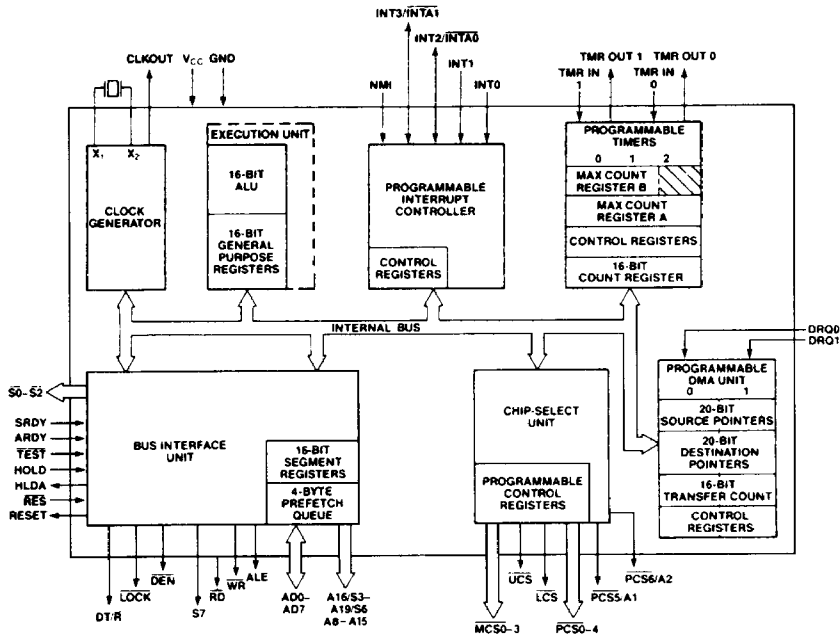 INT3/INTA1
INT2/INTA0
CLKOUT VCC GND
INT1
NMI
INT0
TMR OUT 1 TMR OUT 0
TMR IN 1
TMR IN 0
X1 X2
CLOCK
GENERATOR
EXECUTION UNIT
16-BIT
ALU
16-BIT
GENERAL
PURPOSE
REGISTERS
PROGRAMMABLE
INTERRUPT
CONTROLLER
CONTROL
REGISTERS
PROGRAMMABLE
TIMERS
0 1 2
MAX COUNT
REGISTER B
MAX COUNT
REGISTER A
CONTROL REGISTERS
16-BIT
COUNT REGISTER
INTERNAL BUS
DRQ0
DRQ1
S0-S2
SRDY
ARDY
TEST
HOLD
HLDA
RES
RESET
BUS INTERFACE
UNIT
16-BIT
SEGMENT
REGISTERS
4-BYTE
PREFETCH
QUEUE
CHIP-SELECT
UNIT
PROGRAMMABLE
CONTROL
REGISTERS
PROGRAMMABLE
DMA UNIT
0 1
20-BIT
SOURCE POINTERS
20-BIT
DESTINATION
POINTERS
16-BIT
TRANSFER COUNT
CONTROL
REGISTERS
DT/R
LOCK
DEN
S7
RD
WR
ALE
AD0-
AD7
A16/S3-
A19/S6
A8-A15
MCS0-3
UCS
LCS
PCS0-4
PCS5/A1
PCS6/A2